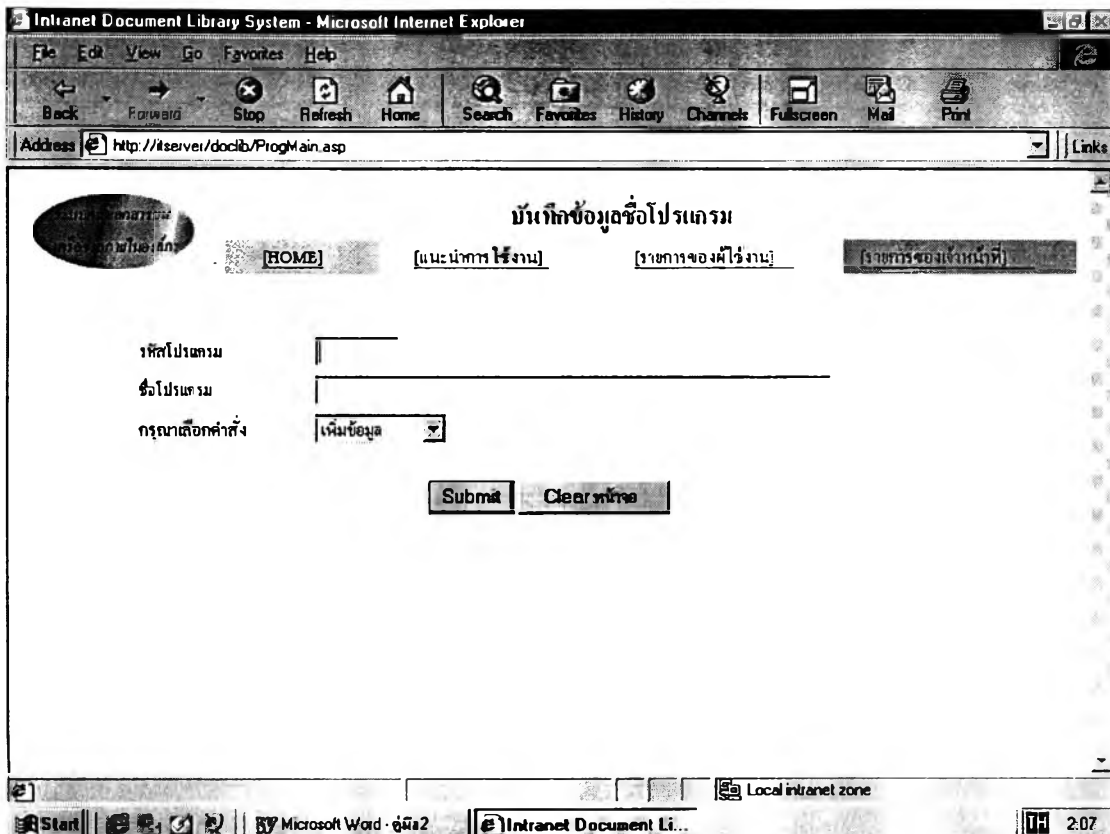 Intranet Document Library System - Microsoft Internet Explorer
File Edit View Go Favorites Help
Back Forward Stop Refresh Home Search Favorites History Channels Fullscreen Mail Print
Address http://itserver/doclib/ProgMain.asp Links
บันทึกข้อมูลชื่อโปรแกรม
[HOME] [แนะนำการใช้งาน] [รายการของผู้ใช้งาน] [รายการของเจ้าหน้าที่]
รหัสโปรแกรม
ชื่อโปรแกรม
กรุณาเลือกคำสั่ง เพิ่มข้อมูล
Submit Clear หน้าจอ
Local intranet zone
Start Microsoft Word - คู่มือ2 Intranet Document Li... TH 2:07